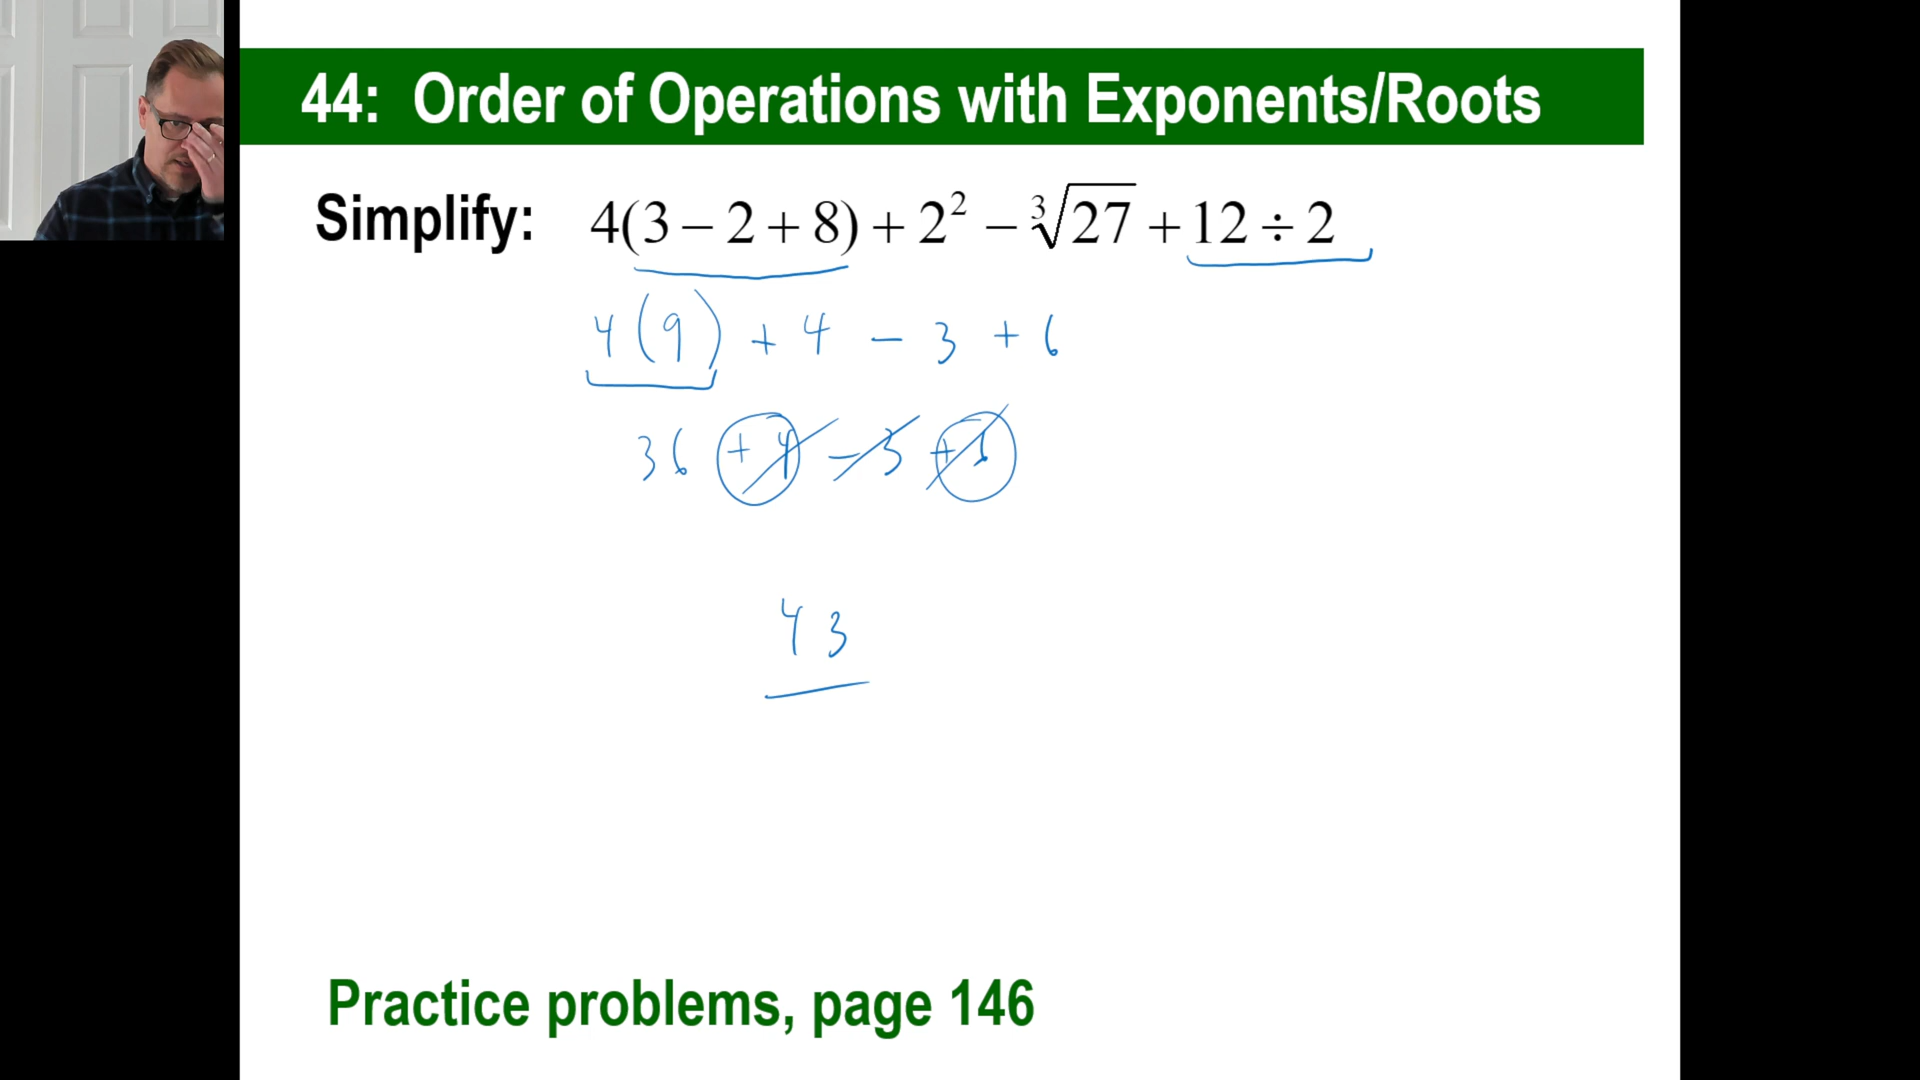 44: Order of Operations with Exponents/Roots
Simplify: 4(3 − 2 + 8) + 2² − ∛27 + 12 ÷ 2
4(9) + 4 − 3 + 6
36 + 4 − 3 + 6
43
Practice problems, page 146